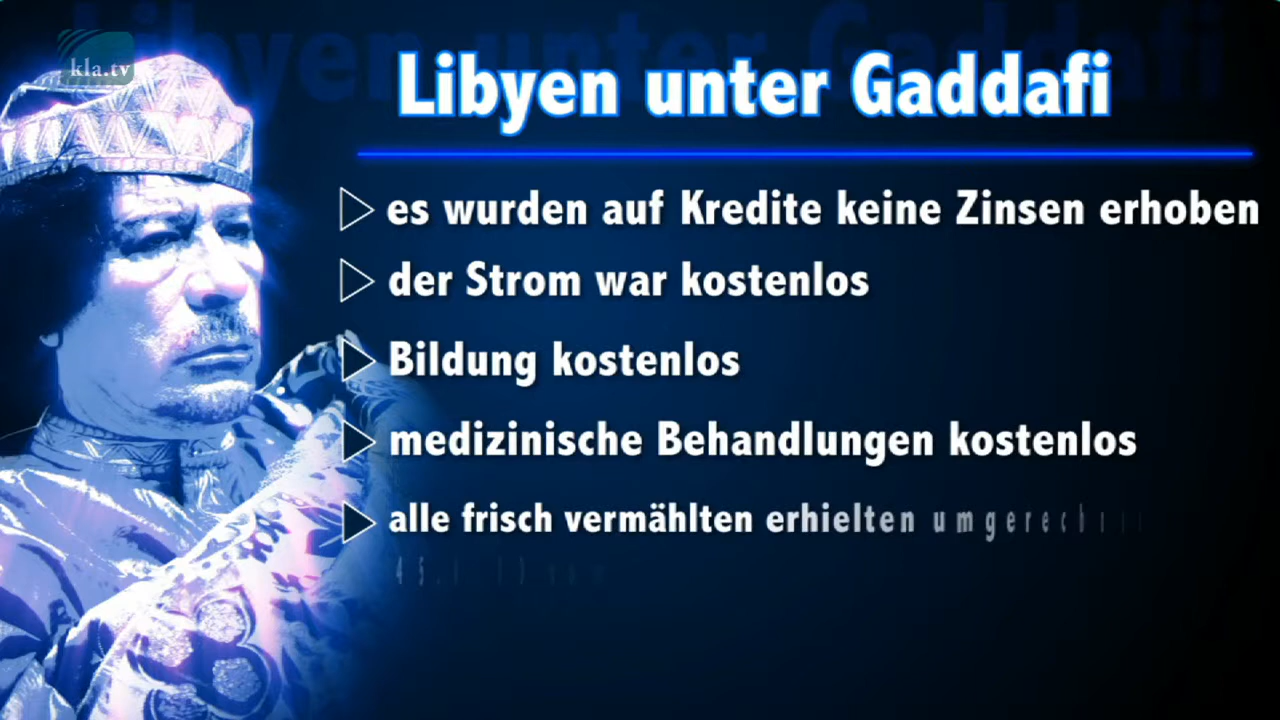 kla.tv
Libyen unter Gaddafi
es wurden auf Kredite keine Zinsen erhoben
der Strom war kostenlos
Bildung kostenlos
medizinische Behandlungen kostenlos
alle frisch vermählten erhielten